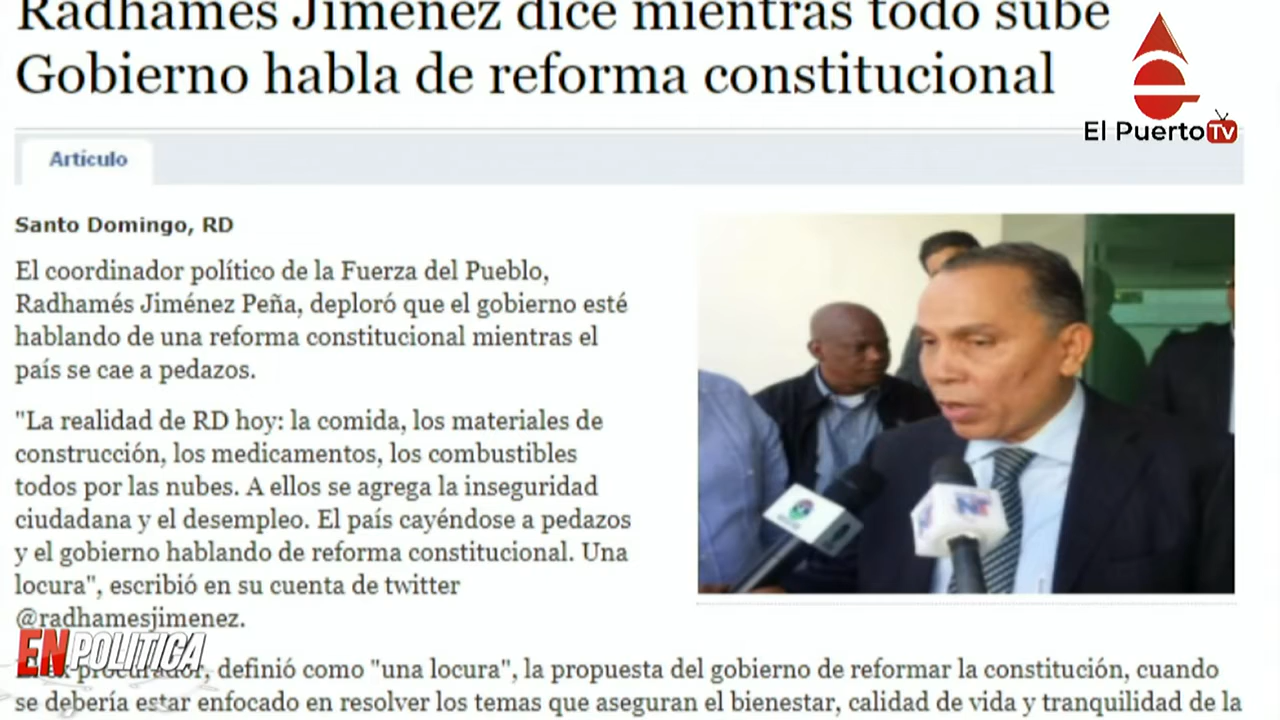 Radhamés Jiménez dice mientras todo sube
Gobierno habla de reforma constitucional
El Puerto Tv
Artículo
Santo Domingo, RD
El coordinador político de la Fuerza del Pueblo,
Radhamés Jiménez Peña, deploró que el gobierno esté
hablando de una reforma constitucional mientras el
país se cae a pedazos.
"La realidad de RD hoy: la comida, los materiales de
construcción, los medicamentos, los combustibles
todos por las nubes. A ellos se agrega la inseguridad
ciudadana y el desempleo. El país cayéndose a pedazos
y el gobierno hablando de reforma constitucional. Una
locura", escribió en su cuenta de twitter
@radhamesjimenez.
EN POLITICA
procurador, definió como "una locura", la propuesta del gobierno de reformar la constitución, cuando
se debería estar enfocado en resolver los temas que aseguran el bienestar, calidad de vida y tranquilidad de la